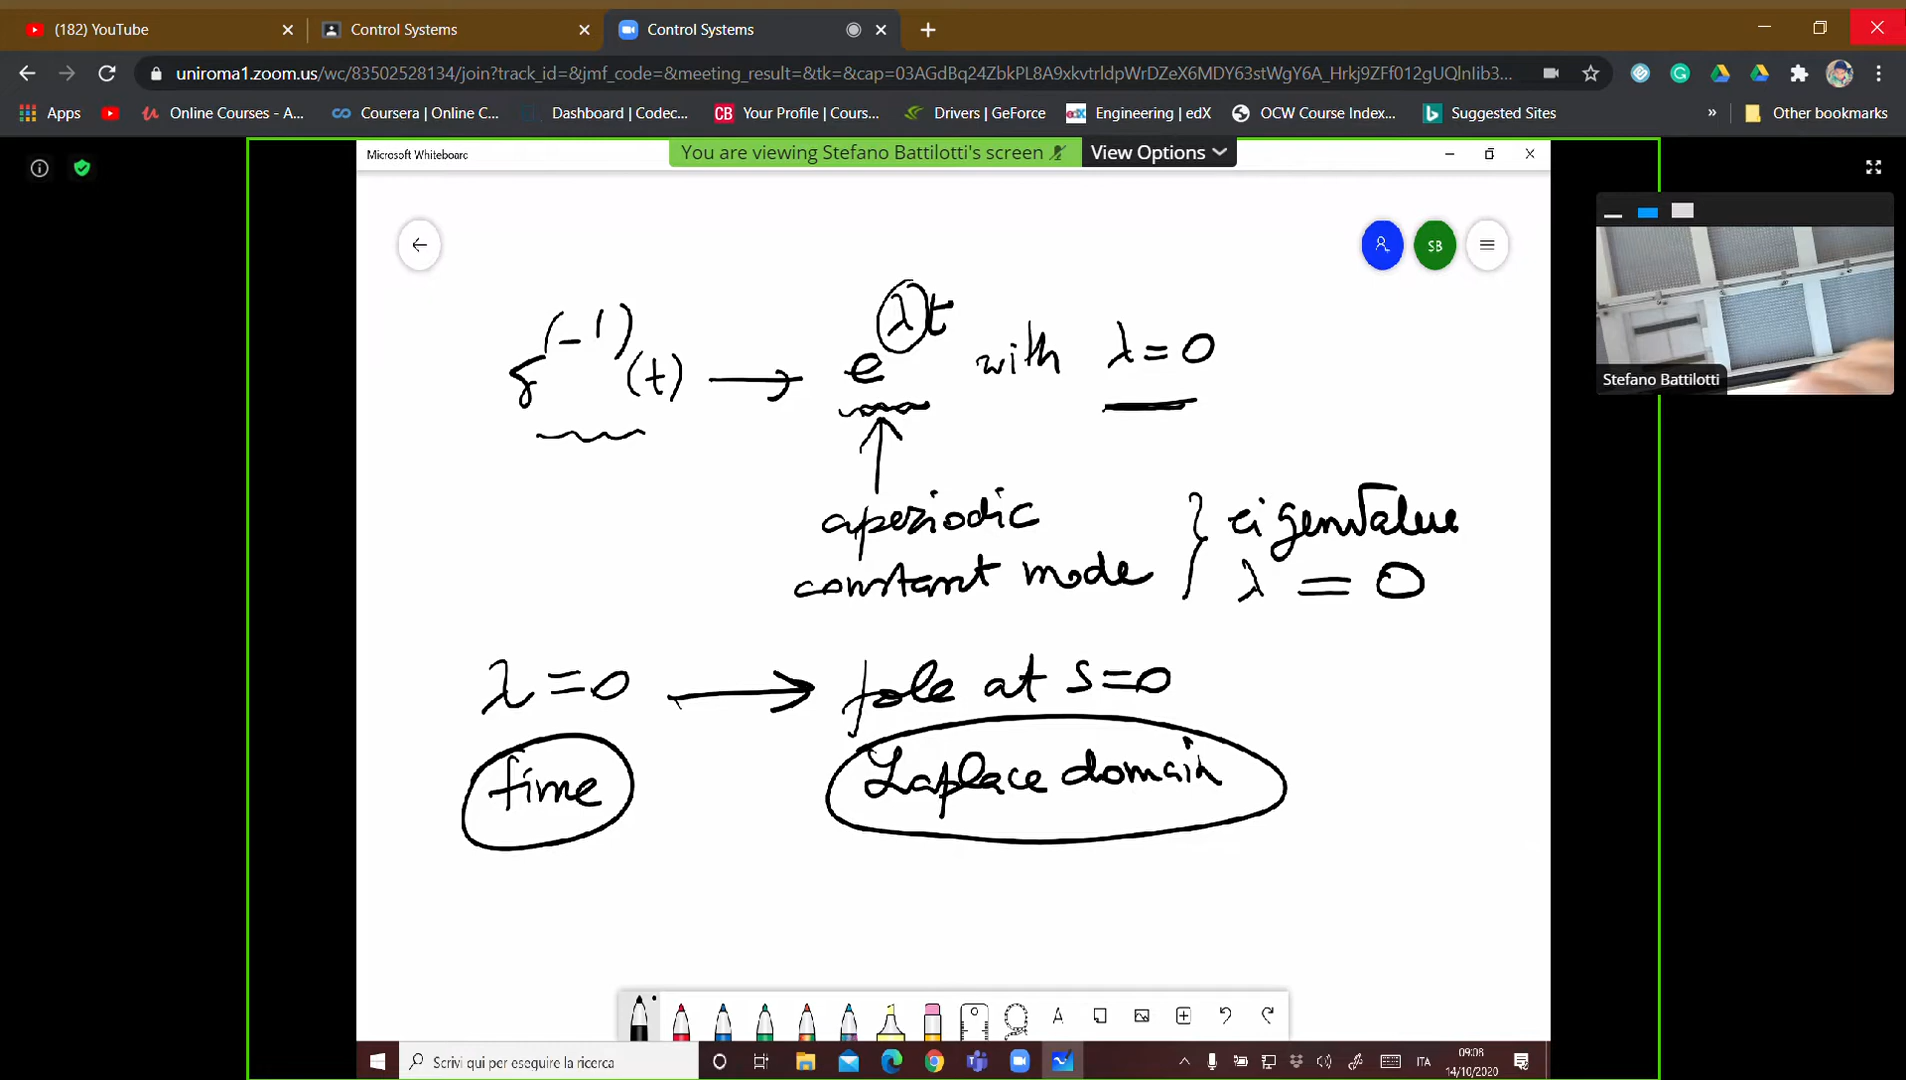 (182) YouTube
Control Systems
Control Systems
uniroma1.zoom.us/wc/83502528134/join?track_id=&jmf_code=&meeting_result=&tk=&cap=03AGdBq24ZbkPL8A9xkvtrldpWrDZeX6MDY63stWgY6A_Hrkj9ZFf012gUQlnIib3...
Apps
Online Courses - A...
Coursera | Online C...
Dashboard | Codec...
CB Your Profile | Cours...
Drivers | GeForce
edX Engineering | edX
OCW Course Index...
Suggested Sites
»
Other bookmarks
Microsoft Whiteboard
You are viewing Stefano Battilotti's screen
View Options
SB
Stefano Battilotti
δ^(-1)(t) → e^λt with λ=0
aperiodic
constant mode } eigenvalue
λ = 0
λ=0 → pole at s=0
time
Laplace domain
Scrivi qui per eseguire la ricerca
ITA
09:08
14/10/2020